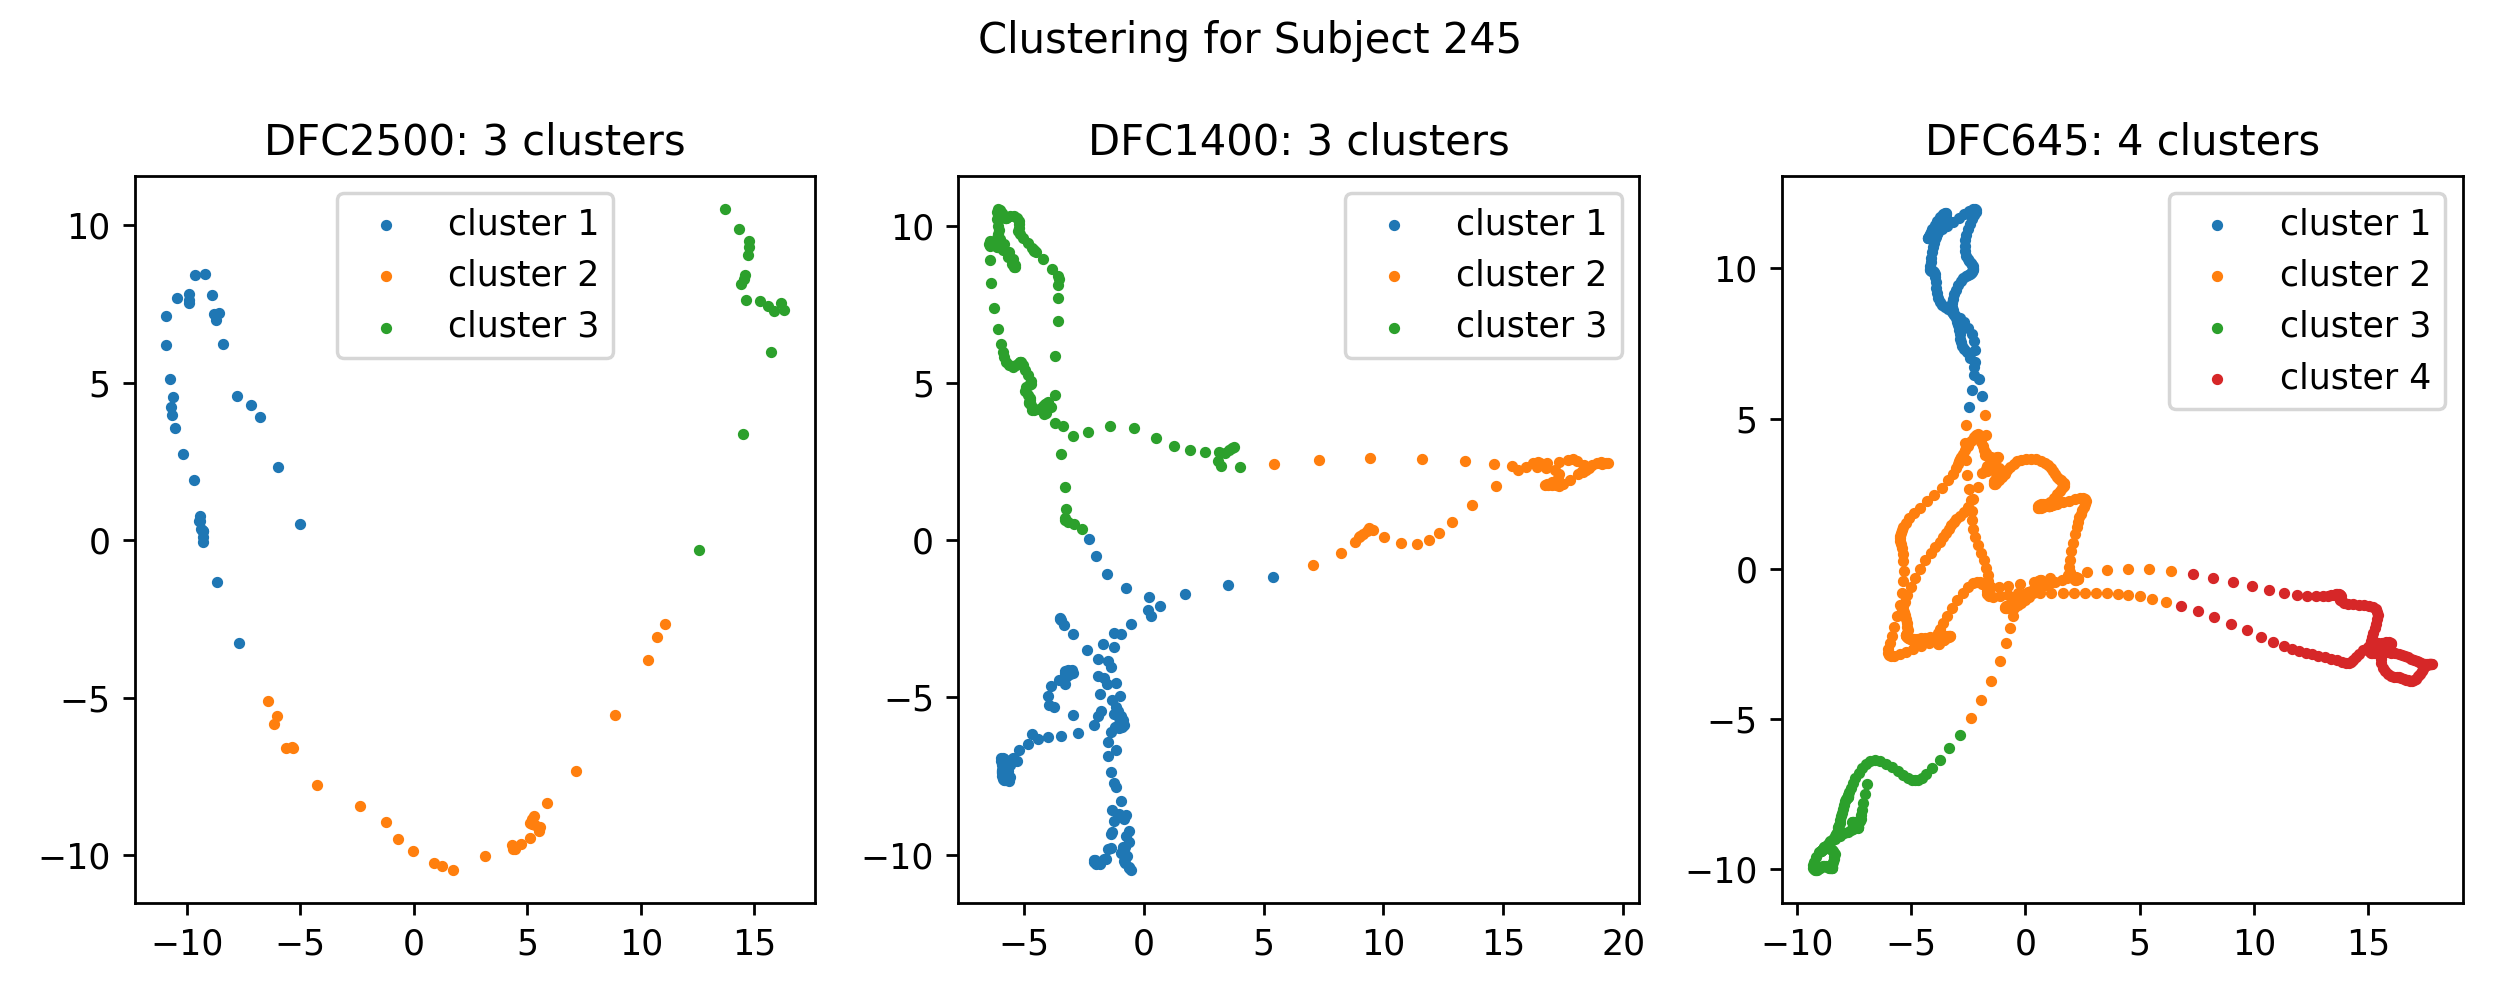 Clustering for Subject 245
DFC2500: 3 clusters
cluster 1
cluster 2
cluster 3
10
5
0
−5
−10
−10
−5
0
5
10
15
DFC1400: 3 clusters
cluster 1
cluster 2
cluster 3
10
5
0
−5
−10
−5
0
5
10
15
20
DFC645: 4 clusters
cluster 1
cluster 2
cluster 3
cluster 4
10
5
0
−5
−10
−10
−5
0
5
10
15